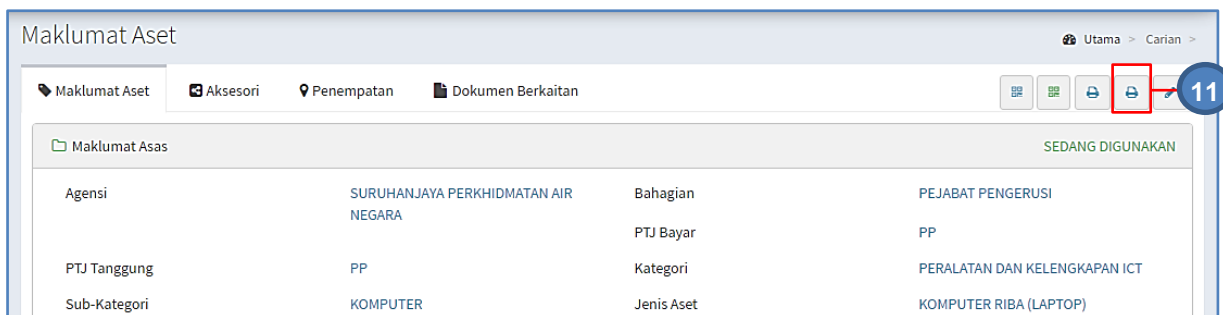 Maklumat Aset
Utama > Carian >
Maklumat Aset Aksesori Penempatan Dokumen Berkaitan
11
Maklumat Asas SEDANG DIGUNAKAN
Agensi SURUHANJAYA PERKHIDMATAN AIR NEGARA
Bahagian PEJABAT PENGERUSI
PTJ Bayar PP
PTJ Tanggung PP
Kategori PERALATAN DAN KELENGKAPAN ICT
Sub-Kategori KOMPUTER
Jenis Aset KOMPUTER RIBA (LAPTOP)